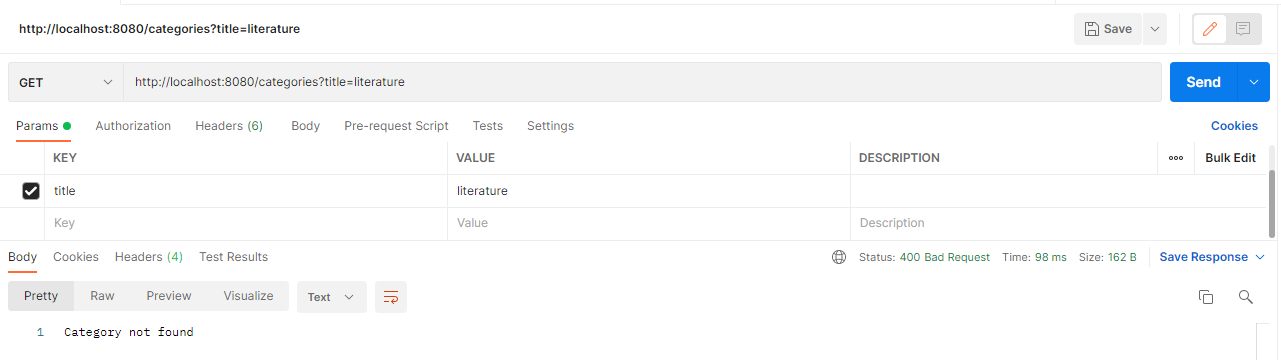 http://localhost:8080/categories?title=literature
Save
GET
http://localhost:8080/categories?title=literature
Send
Params
Authorization
Headers (6)
Body
Pre-request Script
Tests
Settings
Cookies
KEY
VALUE
DESCRIPTION
Bulk Edit
title
literature
Key
Value
Description
Body
Cookies
Headers (4)
Test Results
Status: 400 Bad Request
Time: 98 ms
Size: 162 B
Save Response
Pretty
Raw
Preview
Visualize
Text
1
Category not found